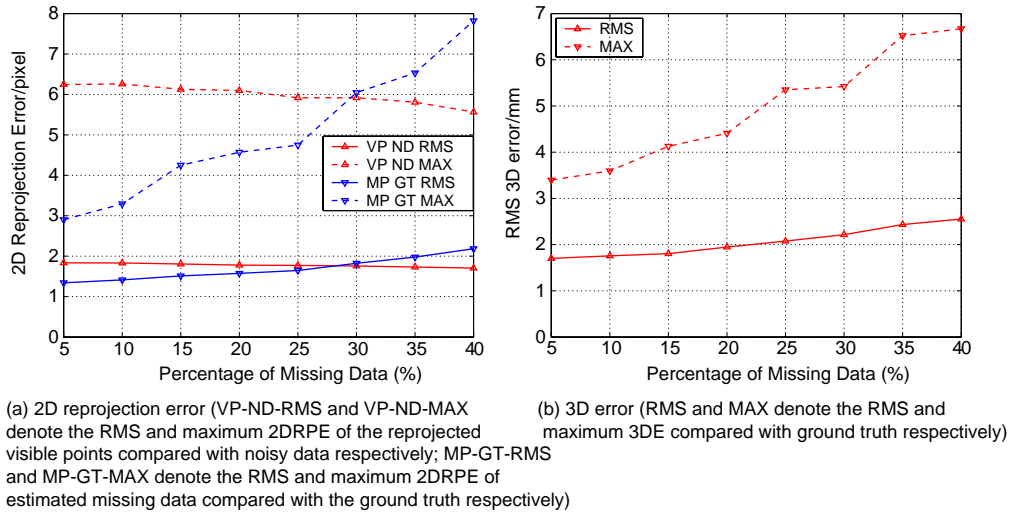 8
7
6
5
4
3
2
1
0
2D Reprojection Error/pixel
VP ND RMS
VP ND MAX
MP GT RMS
MP GT MAX
5 10 15 20 25 30 35 40
Percentage of Missing Data (%)
(a) 2D reprojection error (VP-ND-RMS and VP-ND-MAX
denote the RMS and maximum 2DRPE of the reprojected
visible points compared with noisy data respectively; MP-GT-RMS
and MP-GT-MAX denote the RMS and maximum 2DRPE of
estimated missing data compared with the ground truth respectively)
7
6
5
4
3
2
1
0
RMS 3D error/mm
RMS
MAX
5 10 15 20 25 30 35 40
Percentage of Missing Data (%)
(b) 3D error (RMS and MAX denote the RMS and
maximum 3DE compared with ground truth respectively)